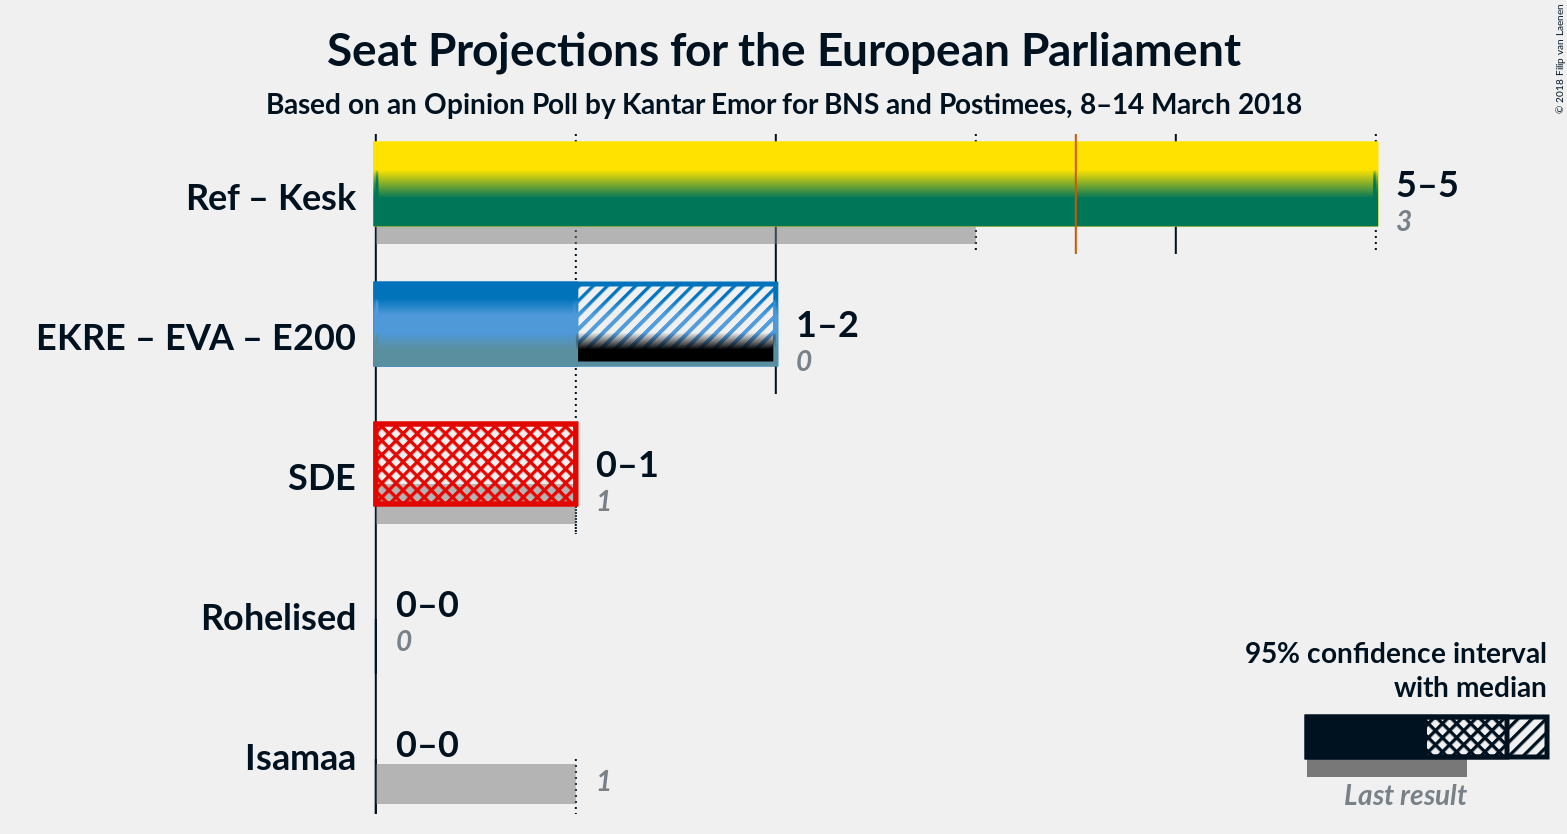 Seat Projections for the European Parliament
Based on an Opinion Poll by Kantar Emor for BNS and Postimees, 8–14 March 2018
© 2018 Filip van Laenen
Ref – Kesk
5–5
3
EKRE – EVA – E200
1–2
0
SDE
0–1
1
Rohelised
0–0
0
Isamaa
0–0
1
95% confidence interval
with median
Last result